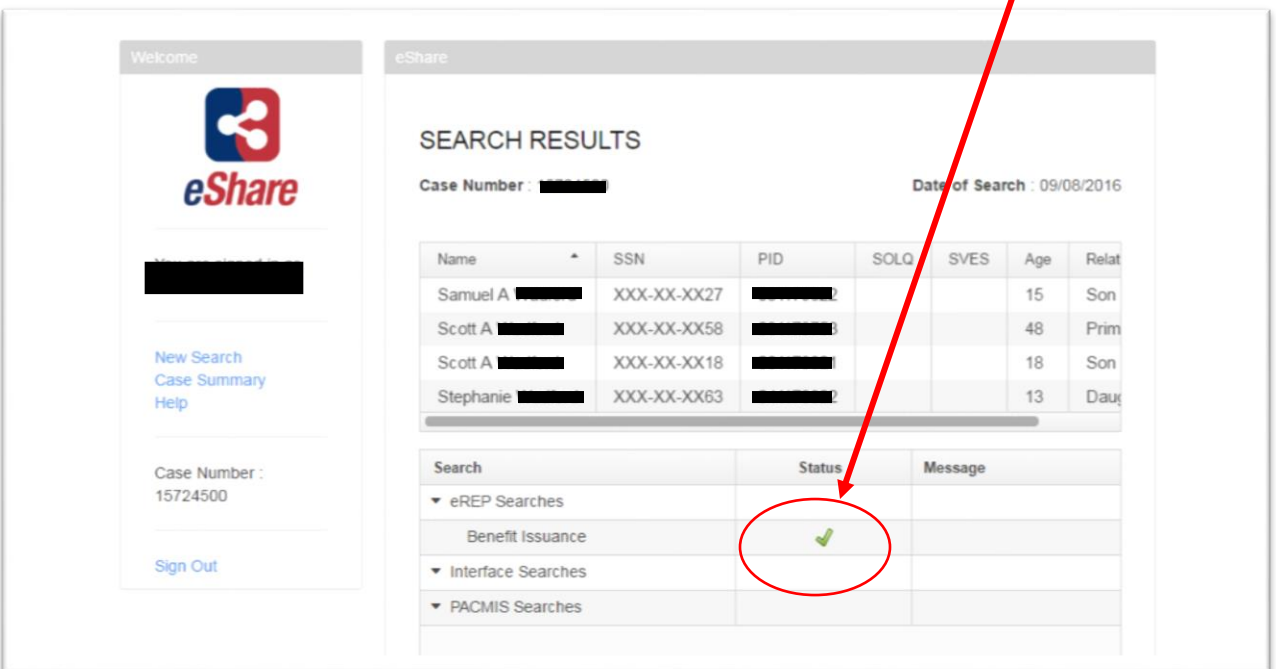 Welcome
eShare
Sign Out
New Search
Case Summary
Help
Case Number :
15724500
eShare
SEARCH RESULTS
Case Number :
Date of Search : 09/08/2016
Name SSN PID SOLQ SVES Age Relat
Samuel A XXX-XX-XX27 15 Son
Scott A XXX-XX-XX58 48 Prim
Scott A XXX-XX-XX18 18 Son
Stephanie XXX-XX-XX63 13 Daug
Search Status Message
eREP Searches
Benefit Issuance
Interface Searches
PACMIS Searches